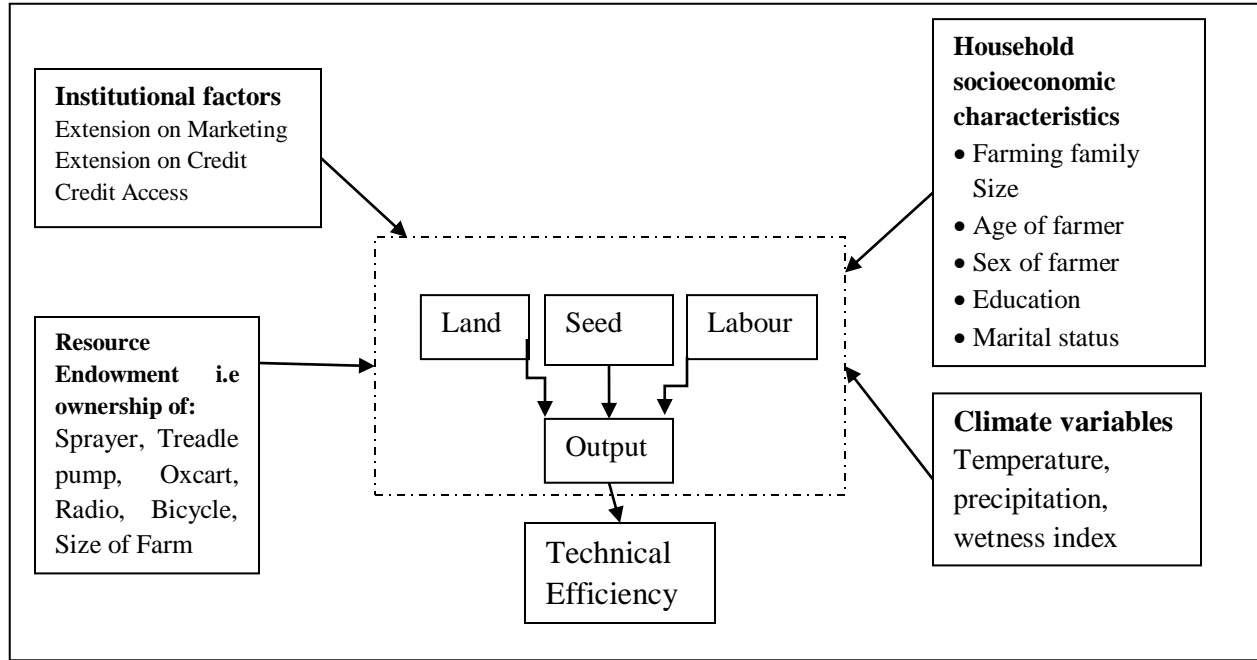 Institutional factors
Extension on Marketing
Extension on Credit
Credit Access
Household
socioeconomic
characteristics
• Farming family
Size
• Age of farmer
• Sex of farmer
• Education
• Marital status
Land
Seed
Labour
Output
Resource
Endowment i.e
ownership of:
Sprayer, Treadle
pump, Oxcart,
Radio, Bicycle,
Size of Farm
Climate variables
Temperature,
precipitation,
wetness index
Technical
Efficiency